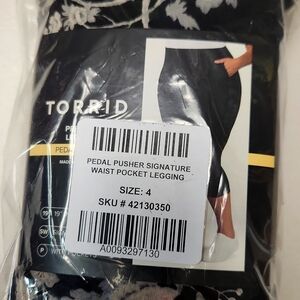 TORRID
PEDAL PUSHER SIGNATURE
WAIST POCKET LEGGING
SIZE: 4
SKU # 42130350
A0093297130